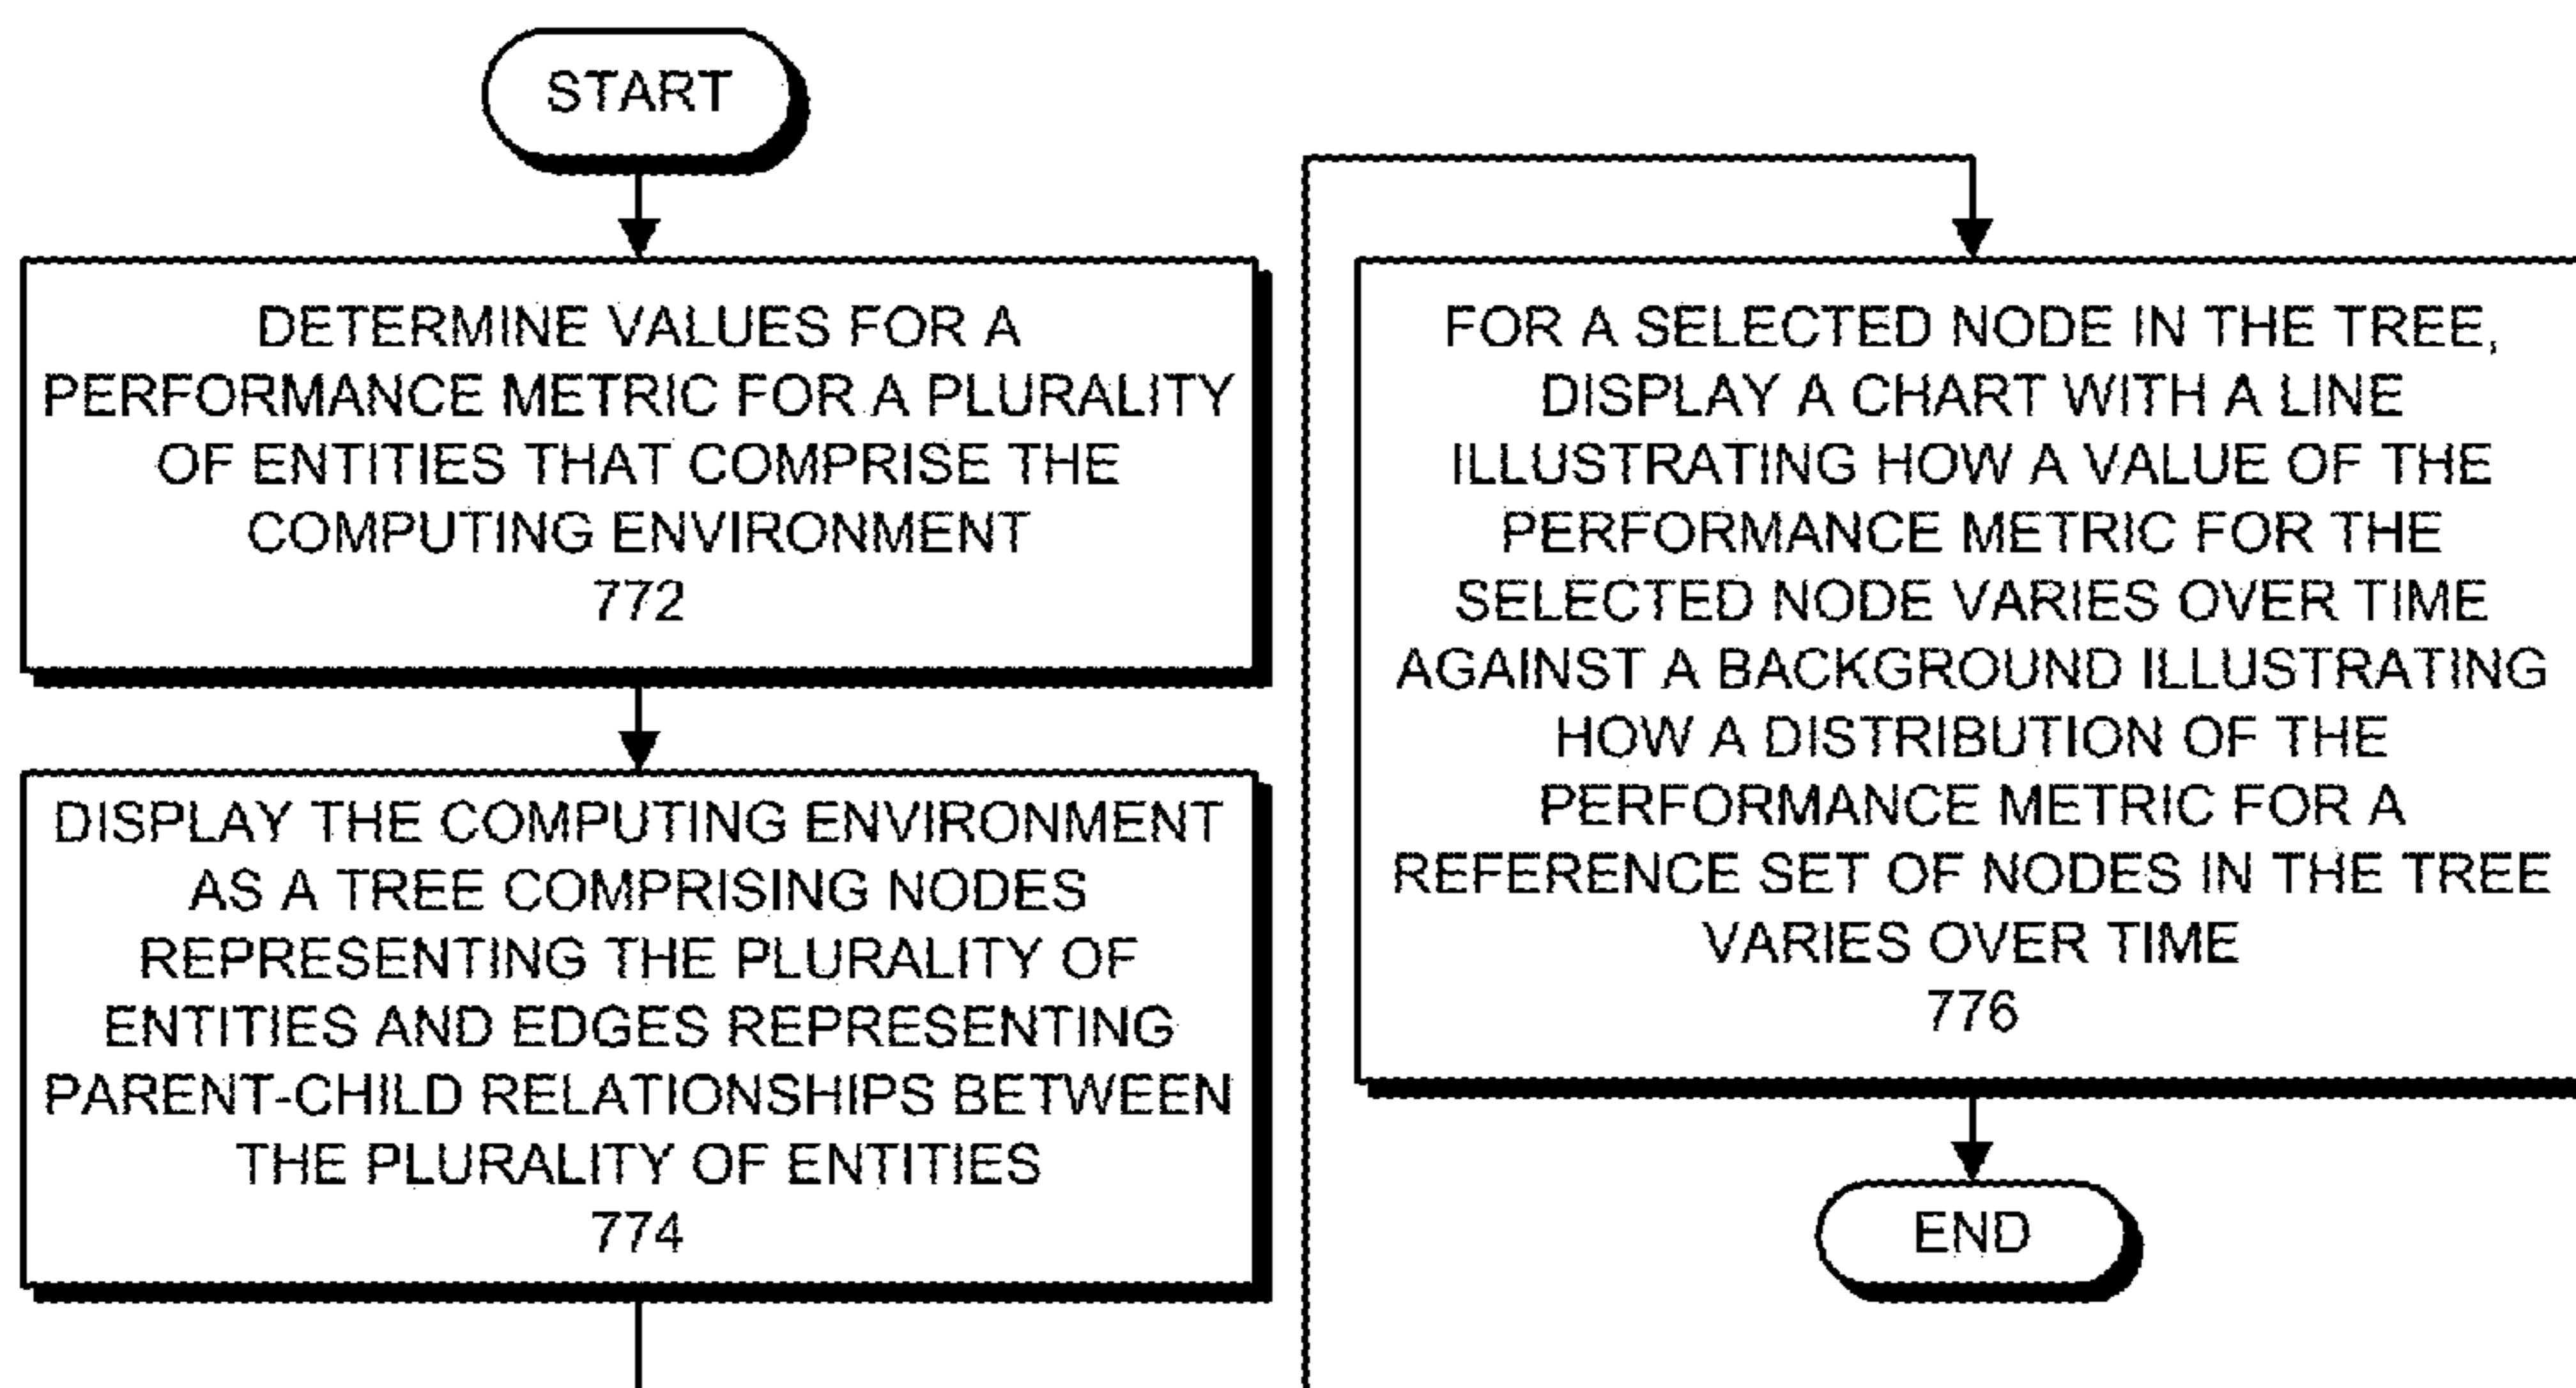 START
DETERMINE VALUES FOR A
PERFORMANCE METRIC FOR A PLURALITY
OF ENTITIES THAT COMPRISE THE
COMPUTING ENVIRONMENT
772
DISPLAY THE COMPUTING ENVIRONMENT
AS A TREE COMPRISING NODES
REPRESENTING THE PLURALITY OF
ENTITIES AND EDGES REPRESENTING
PARENT-CHILD RELATIONSHIPS BETWEEN
THE PLURALITY OF ENTITIES
774
FOR A SELECTED NODE IN THE TREE,
DISPLAY A CHART WITH A LINE
ILLUSTRATING HOW A VALUE OF THE
PERFORMANCE METRIC FOR THE
SELECTED NODE VARIES OVER TIME
AGAINST A BACKGROUND ILLUSTRATING
HOW A DISTRIBUTION OF THE
PERFORMANCE METRIC FOR A
REFERENCE SET OF NODES IN THE TREE
VARIES OVER TIME
776
END